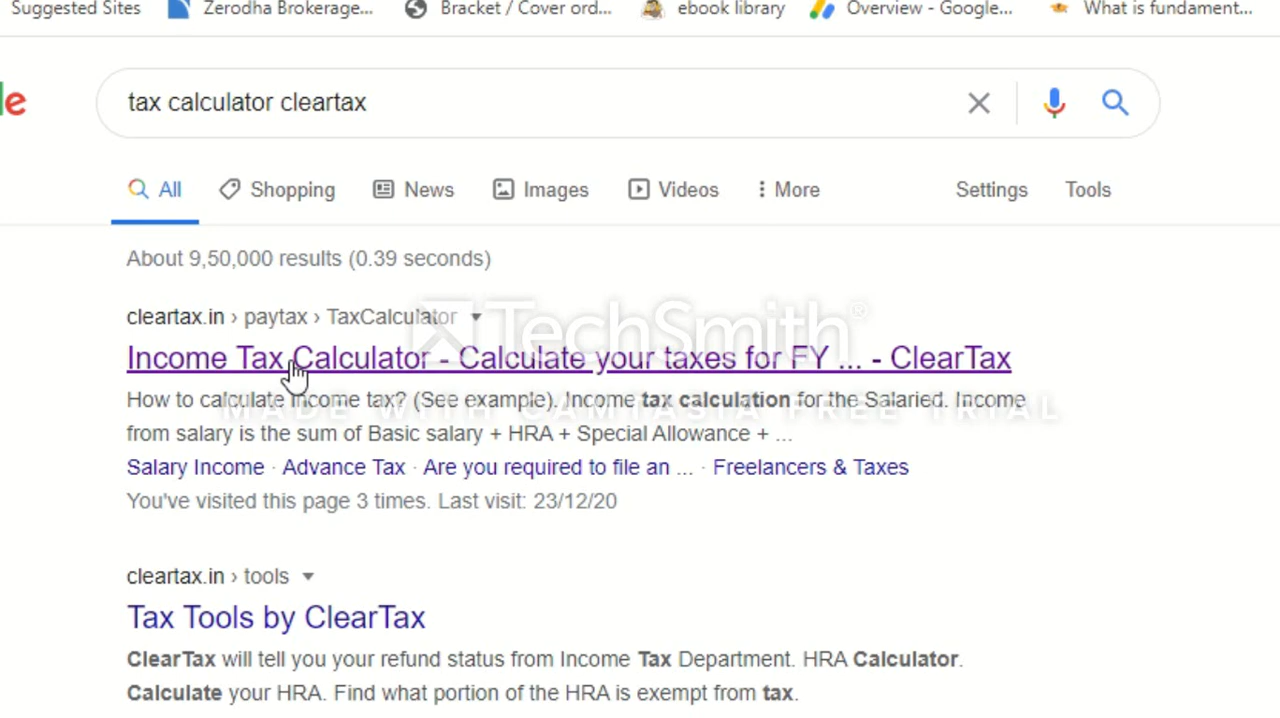 Suggested Sites Zerodha Brokerage... Bracket / Cover ord... ebook library Overview - Google... What is fundament...
le tax calculator cleartax
All Shopping News Images Videos More Settings Tools
About 9,50,000 results (0.39 seconds)
cleartax.in › paytax › TaxCalculator
TechSmith®
Income Tax Calculator - Calculate your taxes for FY ... - ClearTax
How to calculate income tax? (See example). Income tax calculation for the Salaried. Income
MADE WITH CAMTASIA FREE TRIAL
from salary is the sum of Basic salary + HRA + Special Allowance + ...
Salary Income · Advance Tax · Are you required to file an ... · Freelancers & Taxes
You've visited this page 3 times. Last visit: 23/12/20
cleartax.in › tools
Tax Tools by ClearTax
ClearTax will tell you your refund status from Income Tax Department. HRA Calculator.
Calculate your HRA. Find what portion of the HRA is exempt from tax.